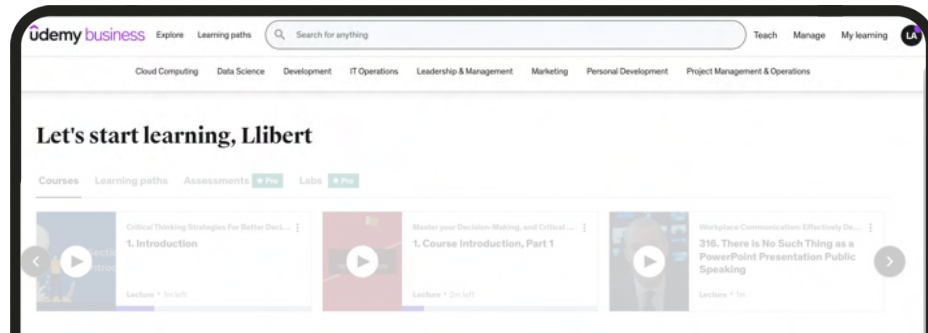 ûdemy business Explore Learning paths Search for anything Teach Manage My learning LA
Cloud Computing Data Science Development IT Operations Leadership & Management Marketing Personal Development Project Management & Operations
Let's start learning, Llibert
Courses Learning paths Assessments ★ Pro Labs ★ Pro
Critical Thinking Strategies For Better Deci...
1. Introduction
Lecture • 1m left
Master your Decision-Making, and Critical...
1. Course Introduction, Part 1
Lecture • 2m left
Workplace Communication: Effectively De...
316. There is No Such Thing as a
PowerPoint Presentation Public
Speaking
Lecture • 1m